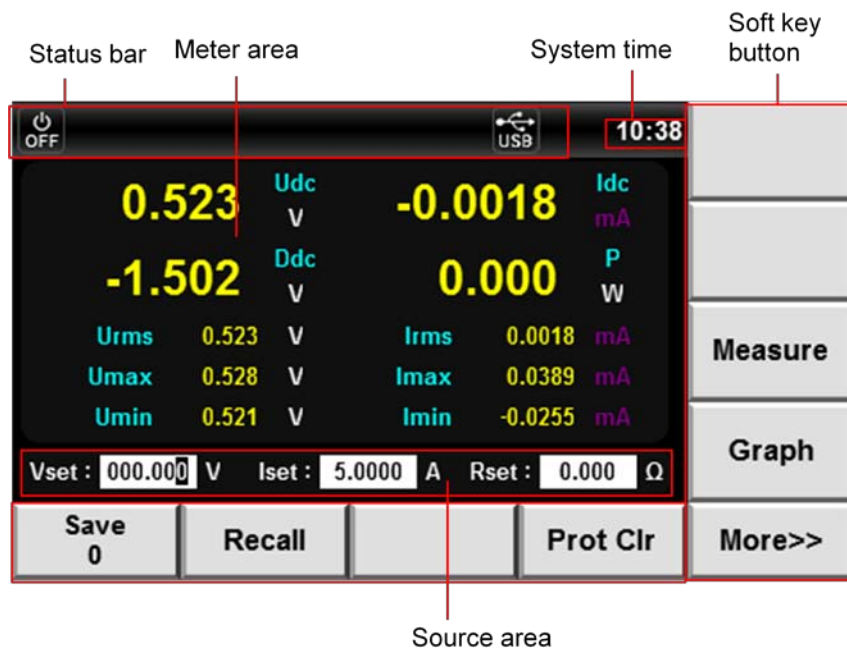 Status bar
Meter area
System time
Soft key
button
OFF
USB
10:38
0.523 Udc V
-0.0018 Idc mA
-1.502 Ddc V
0.000 P W
Urms 0.523 V Irms 0.0018 mA
Umax 0.528 V Imax 0.0389 mA
Umin 0.521 V Imin -0.0255 mA
Vset : 000.000 V Iset : 5.0000 A Rset : 0.000 Ω
Measure
Graph
Save
0
Recall
Prot Clr
More>>
Source area